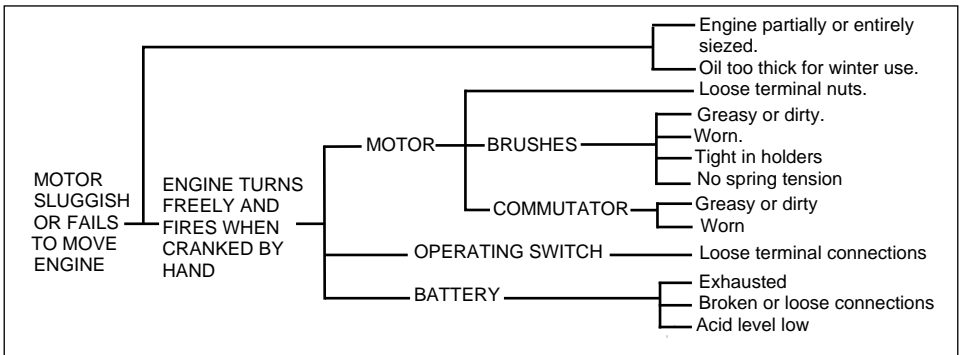 MOTOR
SLUGGISH
OR FAILS
TO MOVE
ENGINE
ENGINE TURNS
FREELY AND
FIRES WHEN
CRANKED BY
HAND
Engine partially or entirely
siezed.
Oil too thick for winter use.
MOTOR
Loose terminal nuts.
BRUSHES
Greasy or dirty.
Worn.
Tight in holders
No spring tension
COMMUTATOR
Greasy or dirty
Worn
OPERATING SWITCH
Loose terminal connections
BATTERY
Exhausted
Broken or loose connections
Acid level low